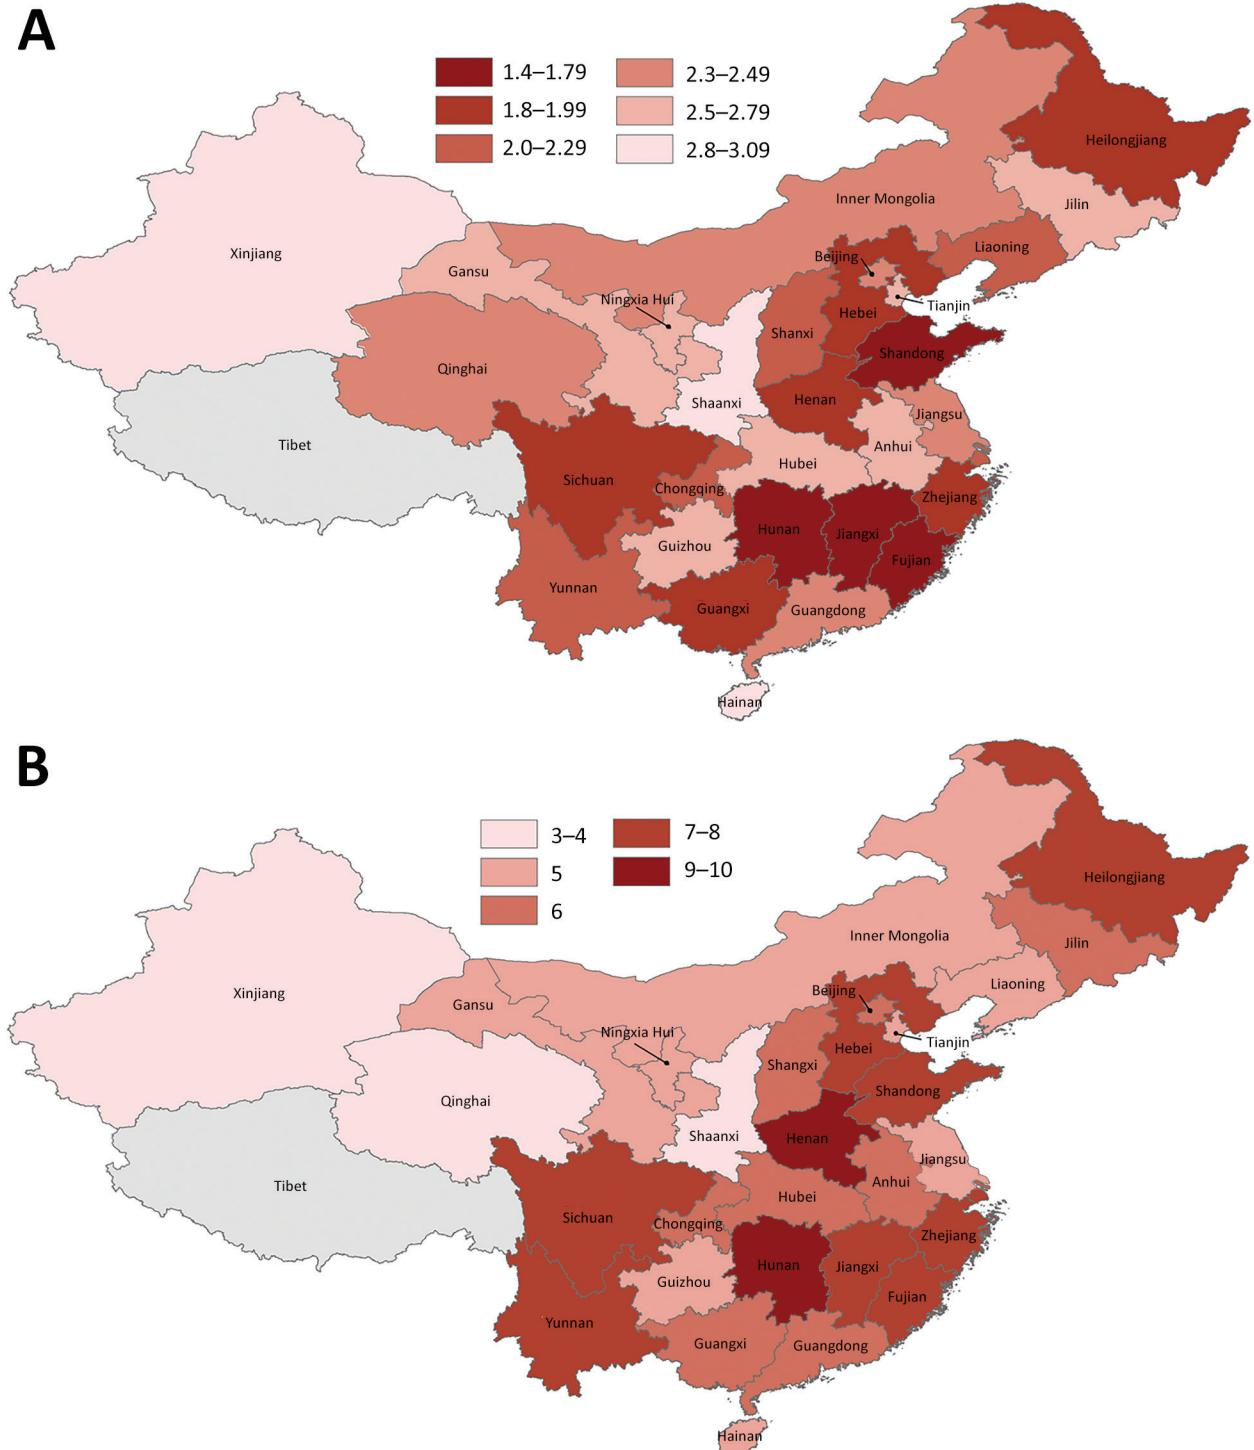 A
1.4–1.79 2.3–2.49
1.8–1.99 2.5–2.79
2.0–2.29 2.8–3.09
Heilongjiang
Inner Mongolia
Jilin
Xinjiang
Liaoning
Beijing
Gansu
Ningxia Hui
Tianjin
Hebei
Shanxi
Shandong
Qinghai
Shaanxi
Henan
Jiangsu
Tibet
Anhui
Hubei
Sichuan
Chongqing
Zhejiang
Hunan
Jiangxi
Guizhou
Fujian
Yunnan
Guangxi
Guangdong
Hainan
B
3–4 7–8
5 9–10
6
Heilongjiang
Inner Mongolia
Jilin
Liaoning
Xinjiang
Beijing
Gansu
Ningxia Hui
Tianjin
Hebei
Shangxi
Shandong
Qinghai
Shaanxi
Henan
Jiangsu
Tibet
Anhui
Hubei
Sichuan
Chongqing
Zhejiang
Hunan
Jiangxi
Guizhou
Fujian
Yunnan
Guangxi
Guangdong
Hainan